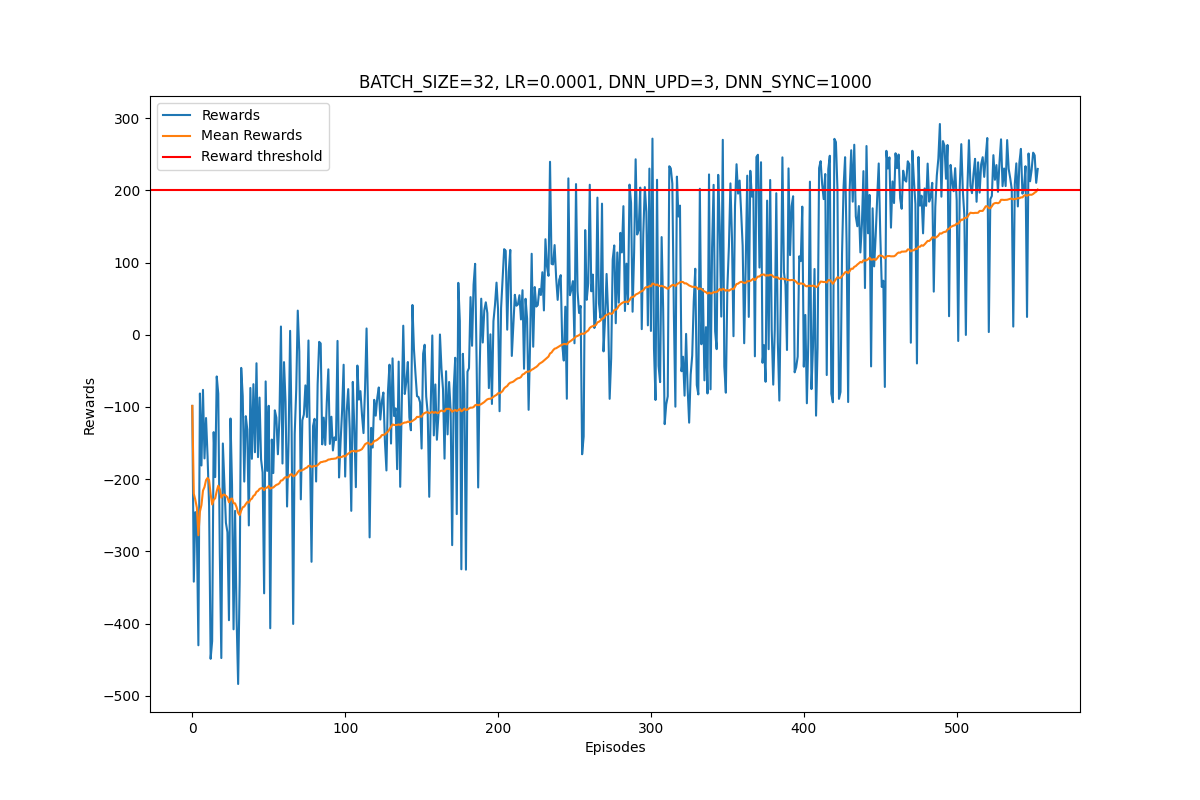 BATCH_SIZE=32, LR=0.0001, DNN_UPD=3, DNN_SYNC=1000
Rewards
Mean Rewards
Reward threshold
300
200
100
0
−100
−200
−300
−400
−500
Rewards
0 100 200 300 400 500
Episodes